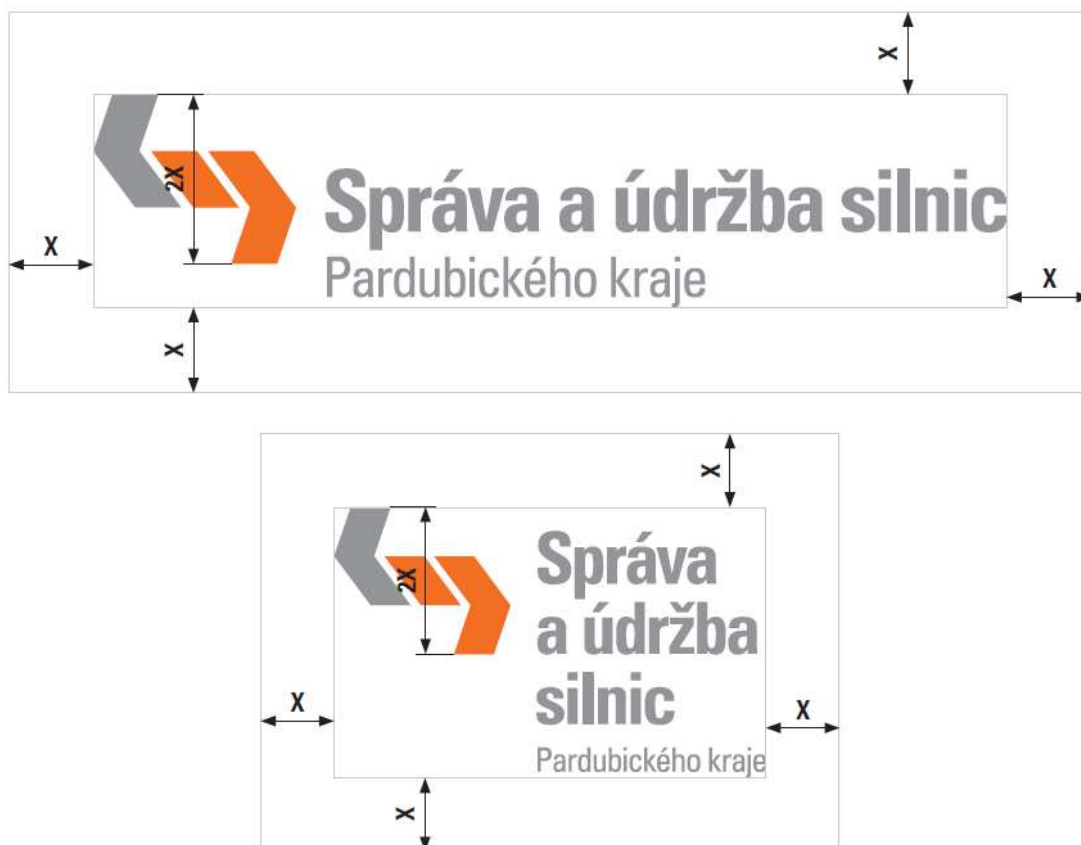 X
2X
Správa a údržba silnic
X
Pardubického kraje
X
X
X
2X
Správa
a údržba
silnic
X
X
Pardubického kraje
X